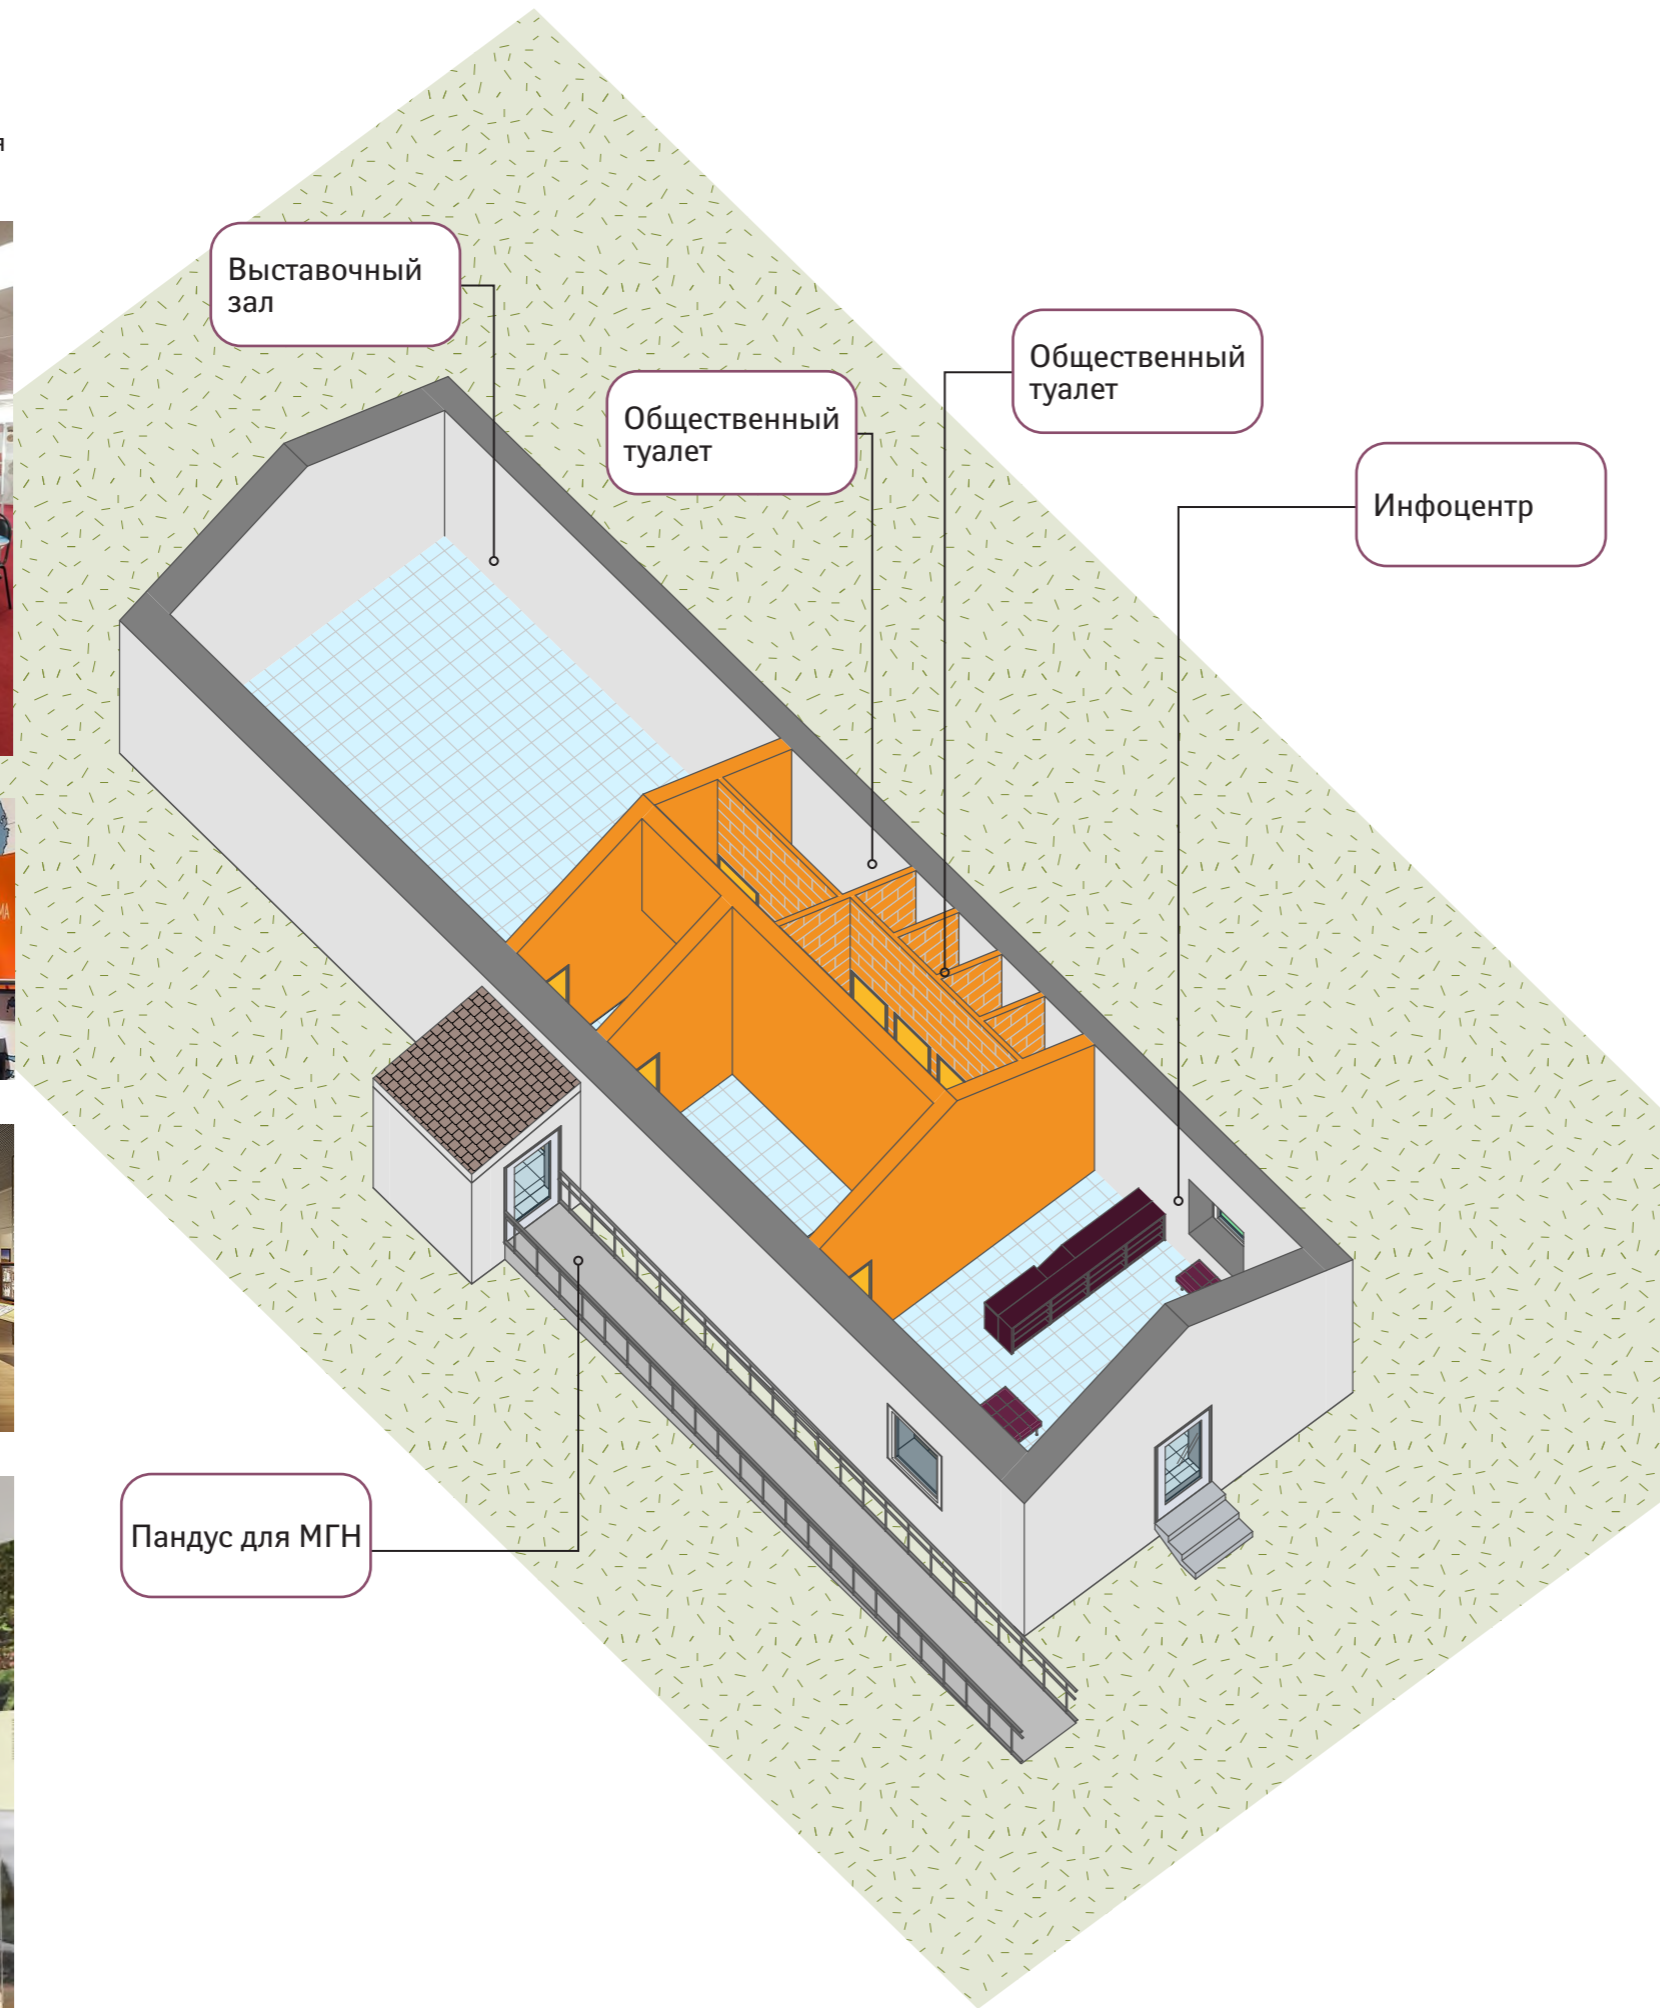 я
Выставочный
зал
Общественный
туалет
Общественный
туалет
Инфоцентр
Пандус для МГН